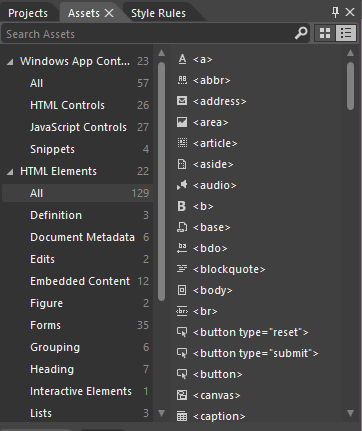 Projects Assets Style Rules
Search Assets
Windows App Cont... 23
All 57
HTML Controls 26
JavaScript Controls 27
Snippets 4
HTML Elements 22
All 129
Definition 3
Document Metadata 6
Edits 2
Embedded Content 12
Figure 2
Forms 35
Grouping 6
Heading 7
Interactive Elements 1
Lists 3
<a>
<abbr>
<address>
<area>
<article>
<aside>
<audio>
B <b>
<base>
ba <bdo>
<blockquote>
<body>
<br> <br>
<button type="reset">
<button type="submit">
<button>
<canvas>
<caption>